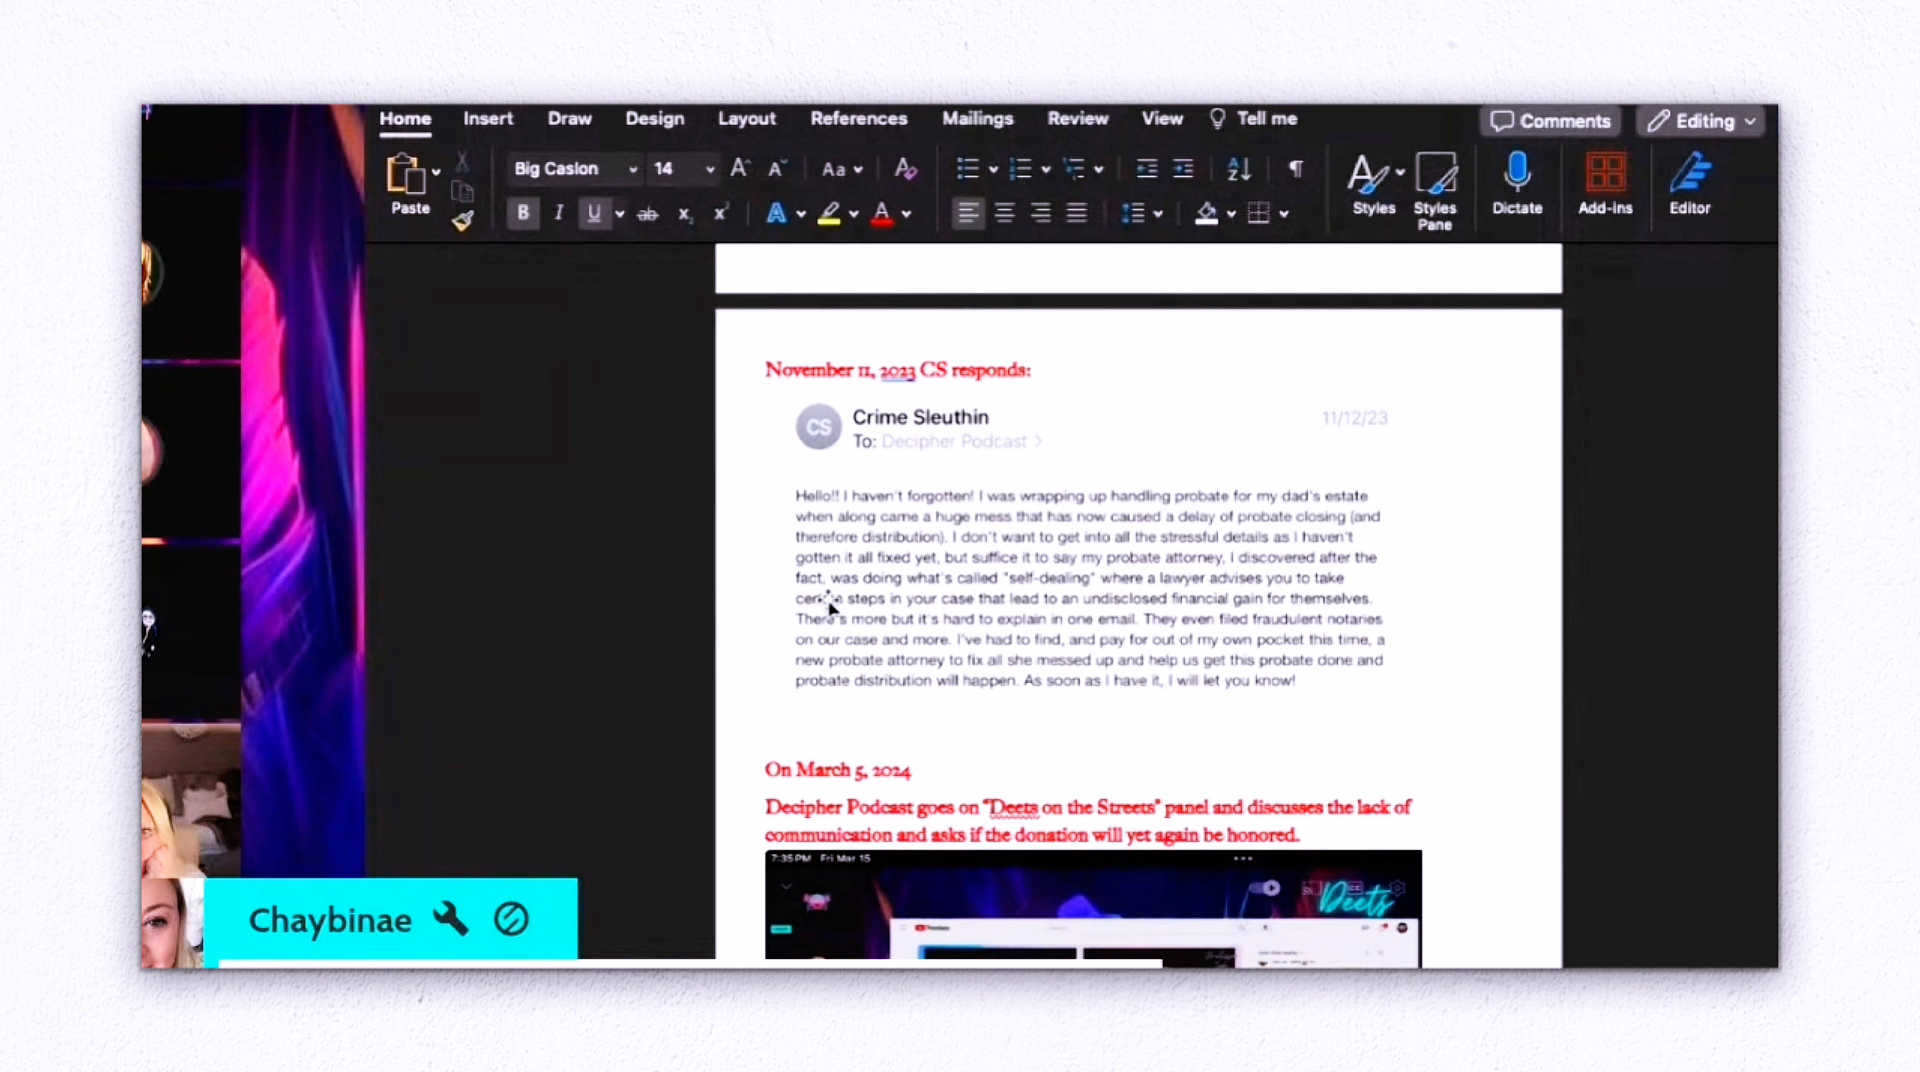 Home Insert Draw Design Layout References Mailings Review View Tell me Comments Editing
Big Caslon 14 Aa
Paste Styles Styles Pane Dictate Add-ins Editor
November 11, 2023 CS responds:
CS Crime Sleuthin 11/12/23
To: Decipher Podcast
Hello!! I haven't forgotten! I was wrapping up handling probate for my dad's estate
when along came a huge mess that has now caused a delay of probate closing (and
therefore distribution). I don't want to get into all the stressful details as I haven't
gotten it all fixed yet, but suffice it to say my probate attorney, I discovered after the
fact, was doing what's called "self-dealing" where a lawyer advises you to take
steps in your case that lead to an undisclosed financial gain for themselves.
There's more but it's hard to explain in one email. They even filed fraudulent notaries
on our case and more. I've had to find, and pay for out of my own pocket this time, a
new probate attorney to fix all she messed up and help us get this probate done and
probate distribution will happen. As soon as I have it, I will let you know!
On March 5, 2024
Decipher Podcast goes on "Deets on the Streets" panel and discusses the lack of
communication and asks if the donation will yet again be honored.
7:35 PM Fri Mar 15
Deets
Chaybinae